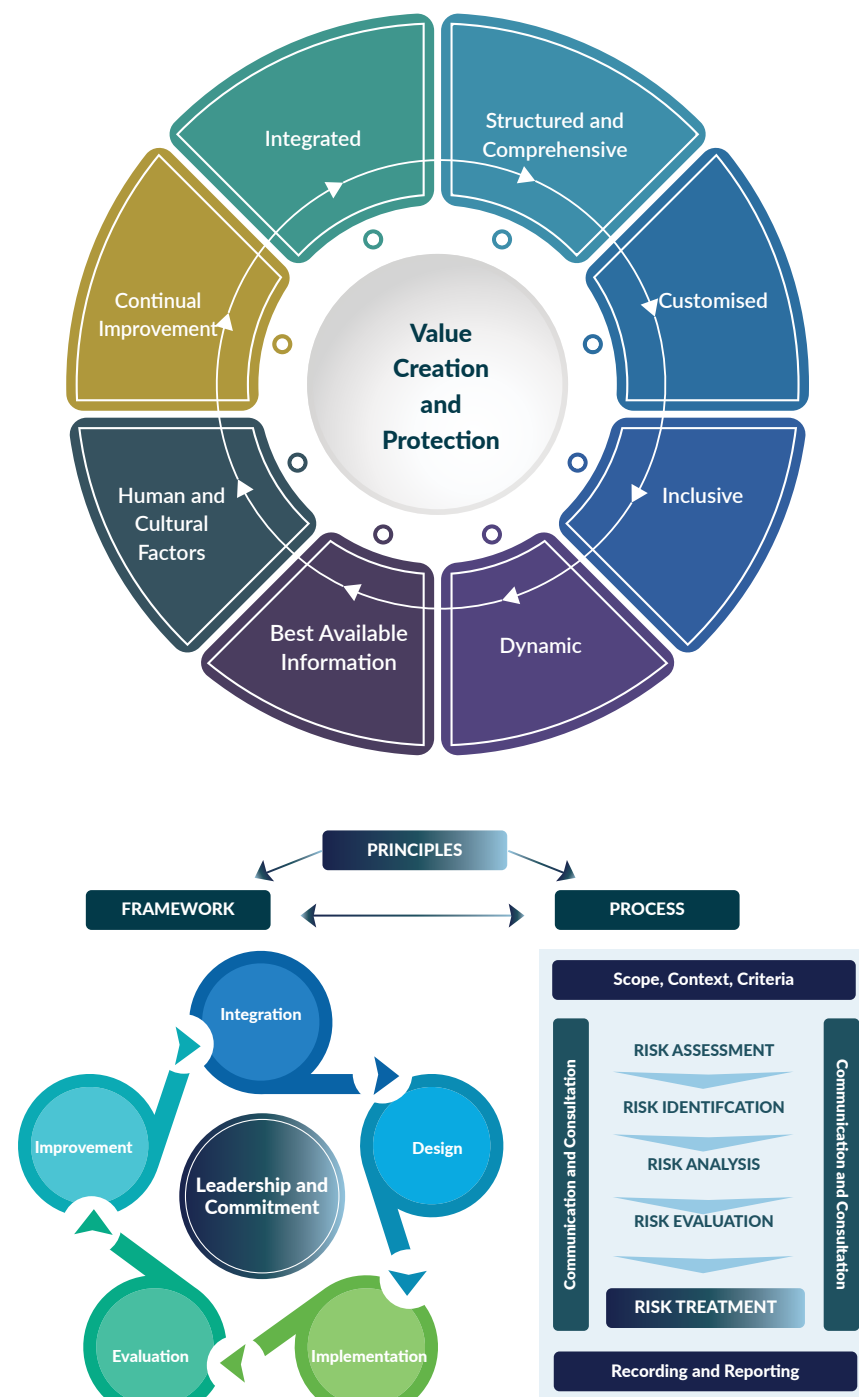 Integrated
Structured and
Comprehensive
Customised
Inclusive
Dynamic
Best Available
Information
Human and
Cultural
Factors
Continual
Improvement
Value
Creation
and
Protection
PRINCIPLES
FRAMEWORK
PROCESS
Integration
Design
Implementation
Evaluation
Improvement
Leadership and
Commitment
Scope, Context, Criteria
Communication and Consultation
RISK ASSESSMENT
RISK IDENTIFCATION
RISK ANALYSIS
RISK EVALUATION
RISK TREATMENT
Communication and Consultation
Recording and Reporting